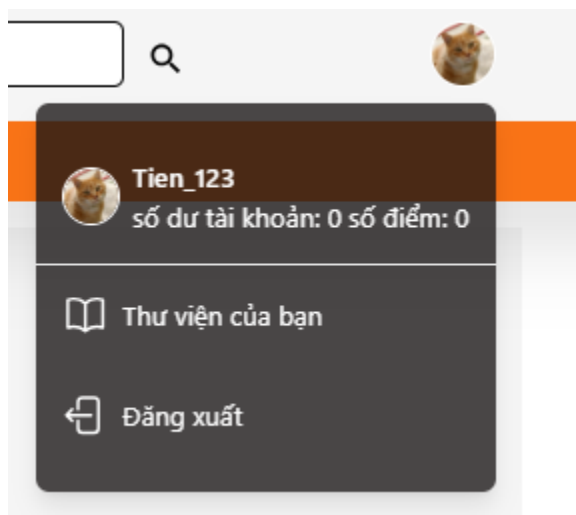 Tien_123
số dư tài khoản: 0 số điểm: 0
Thư viện của bạn
Đăng xuất